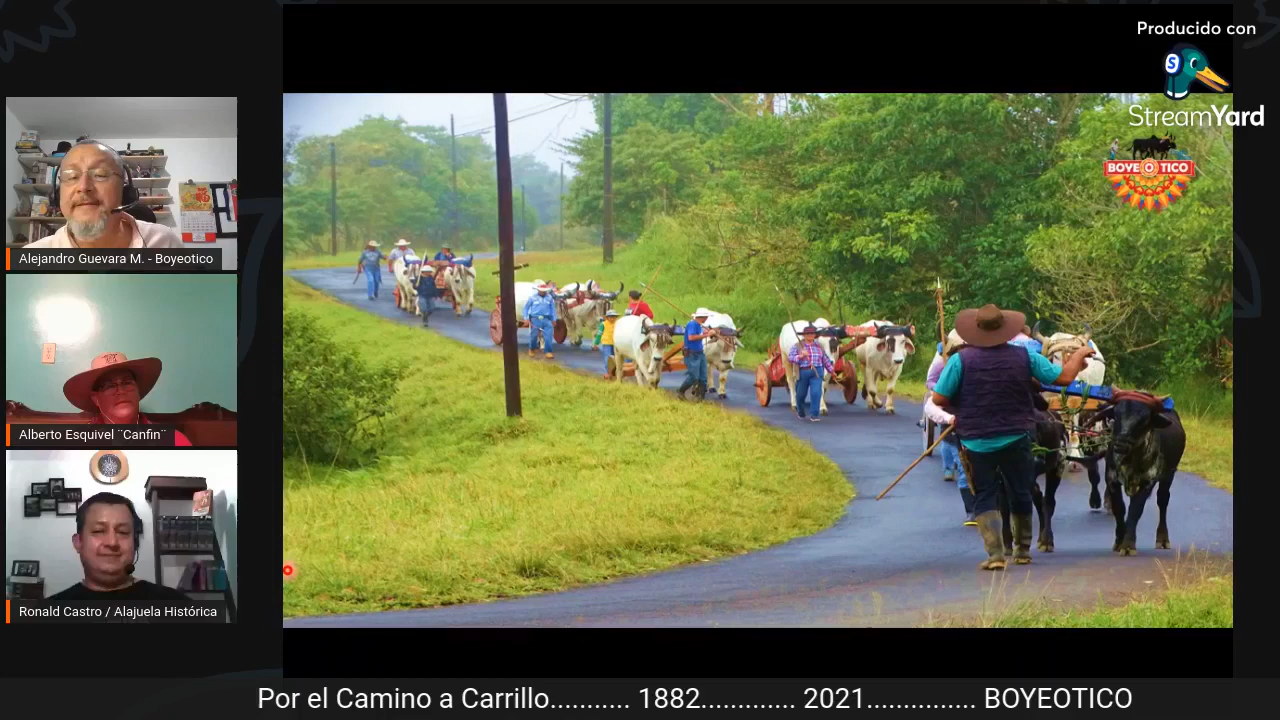 Producido con
StreamYard
BOYE TICO
Alejandro Guevara M. - Boyeotico
Alberto Esquivel ¨Canfin¨
Ronald Castro / Alajuela Histórica
Por el Camino a Carrillo........... 1882............. 2021............... BOYEOTICO